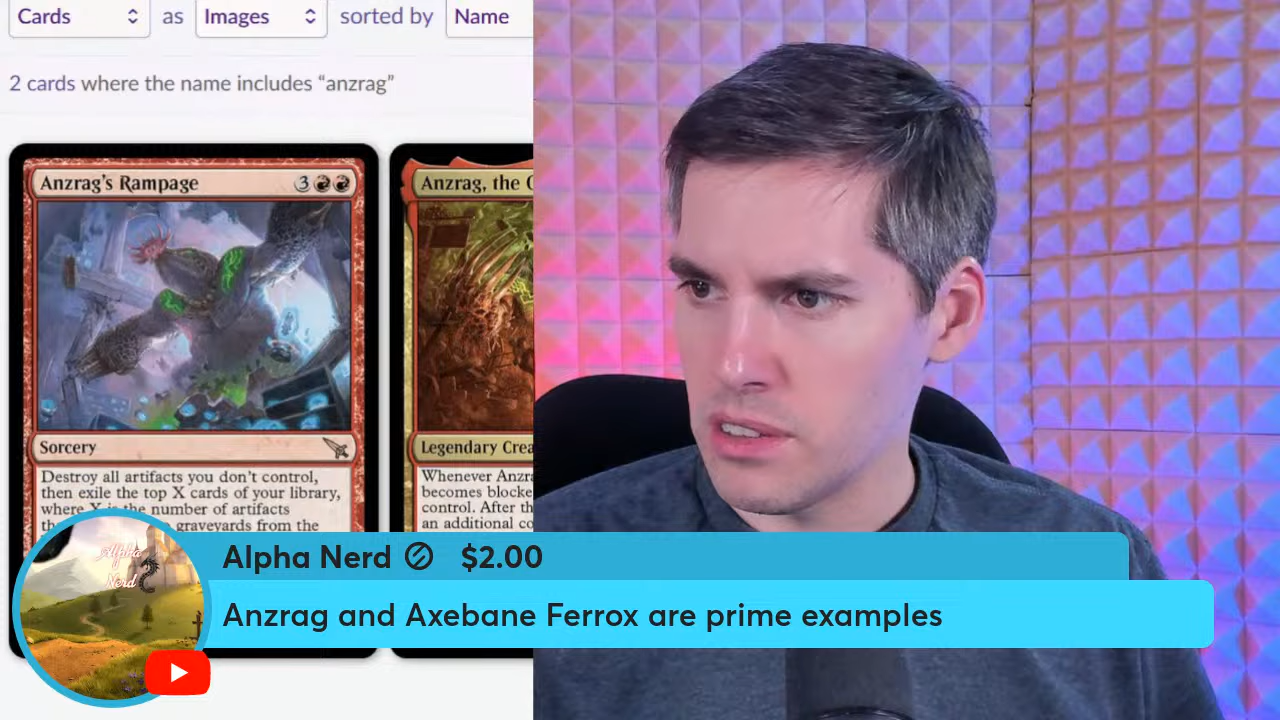 Cards as Images sorted by Name
2 cards where the name includes “anzrag”
Anzrag's Rampage 3
Anzrag, the
Sorcery
Legendary Crea
Destroy all artifacts you don't control,
then exile the top X cards of your library,
where X is the number of artifacts
graveyards from the
Whenever Anzra
becomes blocke
control. After th
an additional co
Alpha Nerd
Alpha Nerd $2.00
Anzrag and Axebane Ferrox are prime examples